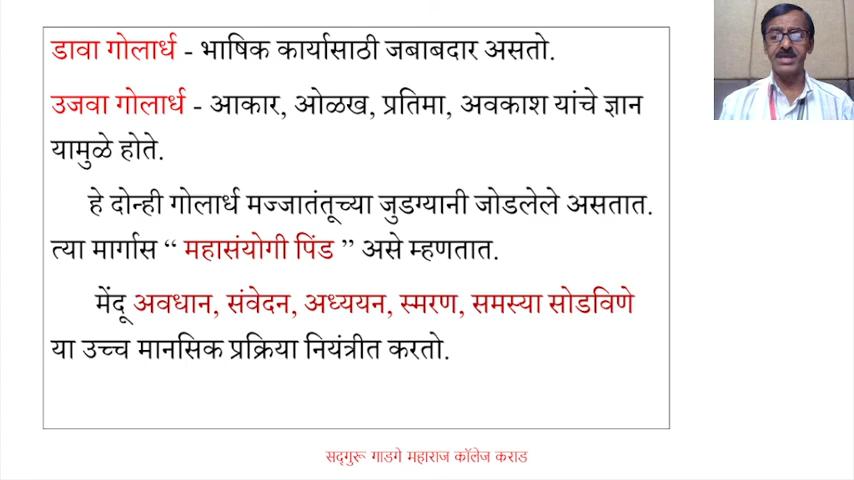 डावा गोलार्ध - भाषिक कार्यासाठी जबाबदार असतो.
उजवा गोलार्ध - आकार, ओळख, प्रतिमा, अवकाश यांचे ज्ञान
यामुळे होते.
हे दोन्ही गोलार्ध मज्जातंतूच्या जुडग्यानी जोडलेले असतात.
त्या मार्गास “ महासंयोगी पिंड ” असे म्हणतात.
मेंदू अवधान, संवेदन, अध्ययन, स्मरण, समस्या सोडविणे
या उच्च मानसिक प्रक्रिया नियंत्रीत करतो.
सद्‌गुरू गाडगे महाराज कॉलेज कराड